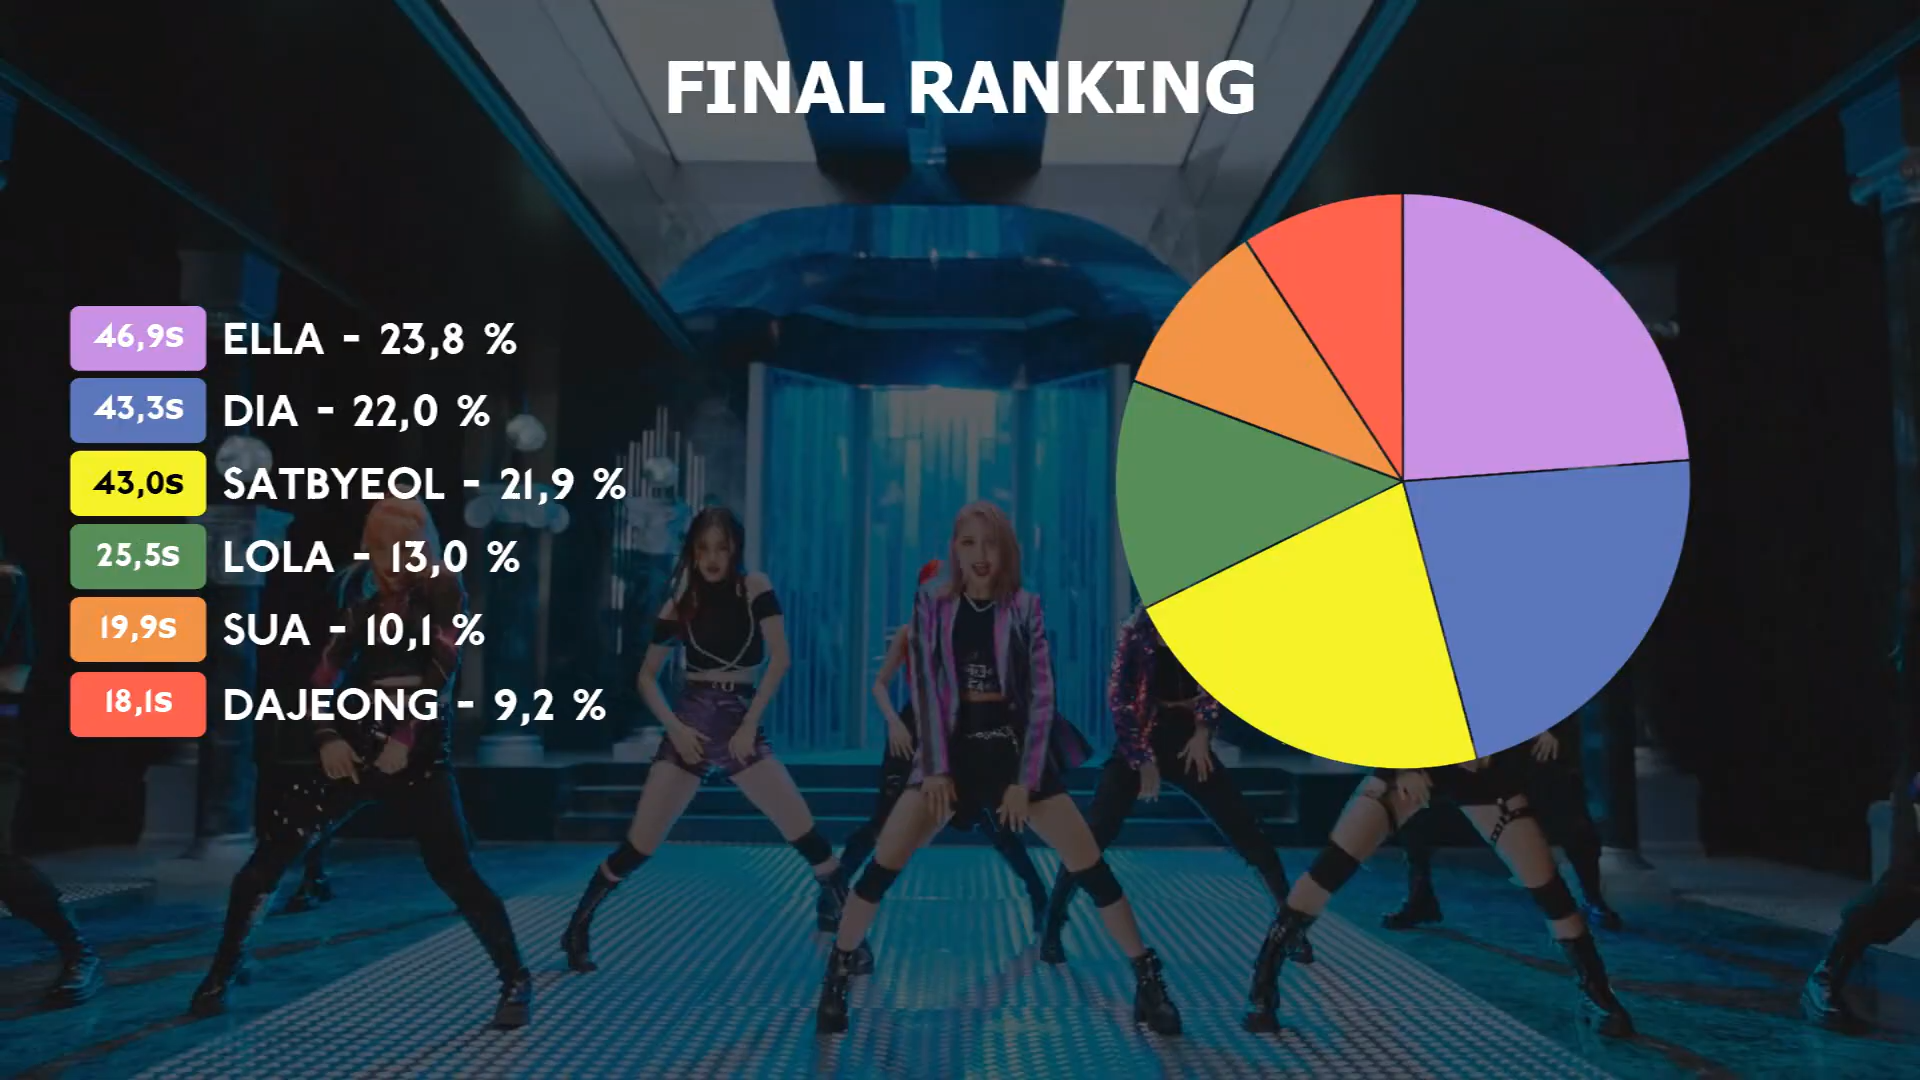 FINAL RANKING
46,9s ELLA - 23,8 %
43,3s DIA - 22,0 %
43,0s SATBYEOL - 21,9 %
25,5s LOLA - 13,0 %
19,9s SUA - 10,1 %
18,1s DAJEONG - 9,2 %